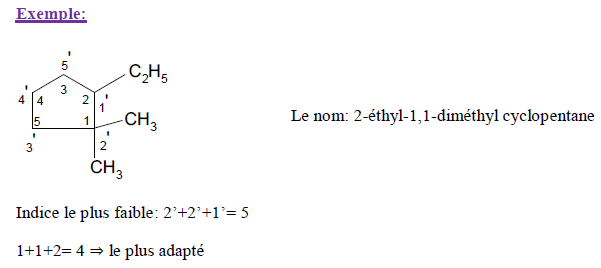 Exemple:
5'
C₂H₅
3
4' 4 2 1'
5 1 CH₃
3' 2'
CH₃
Le nom: 2-éthyl-1,1-diméthyl cyclopentane
Indice le plus faible: 2’+2’+1’= 5
1+1+2= 4 ⇒ le plus adapté